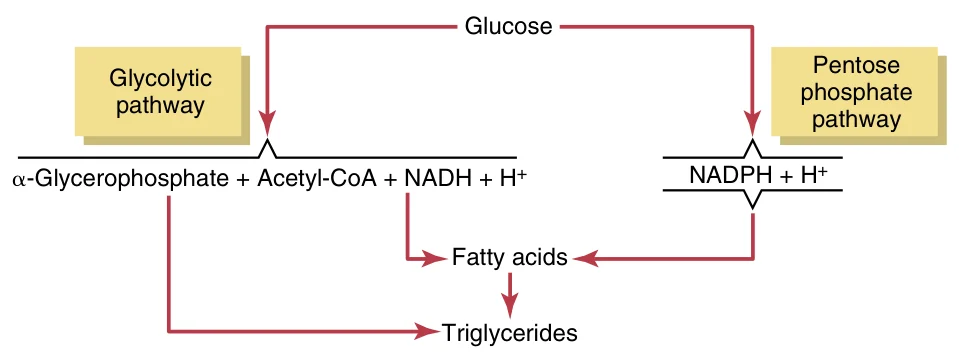 Glucose
Glycolytic
pathway
Pentose
phosphate
pathway
α-Glycerophosphate + Acetyl-CoA + NADH + H⁺
NADPH + H⁺
Fatty acids
Triglycerides